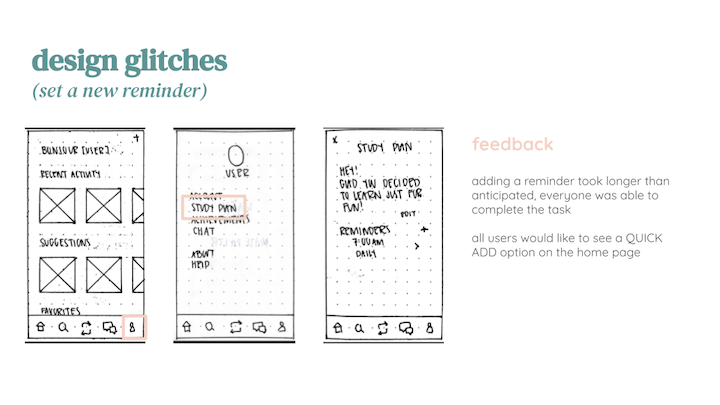 design glitches
(set a new reminder)
BONJOUR [USER]
RECENT ACTIVITY
SUGGESTIONS
FAVORITES
USER
ACCOUNT
STUDY PLAN
ACHIEVEMENTS
CHAT
ABOUT
HELP
x
STUDY PLAN
HEY!
GLAD YOU DECIDED
TO LEARN JUST FOR
FUN!
EDIT
REMINDERS +
7:00AM >
DAILY
feedback
adding a reminder took longer than
anticipated, everyone was able to
complete the task
all users would like to see a QUICK
ADD option on the home page